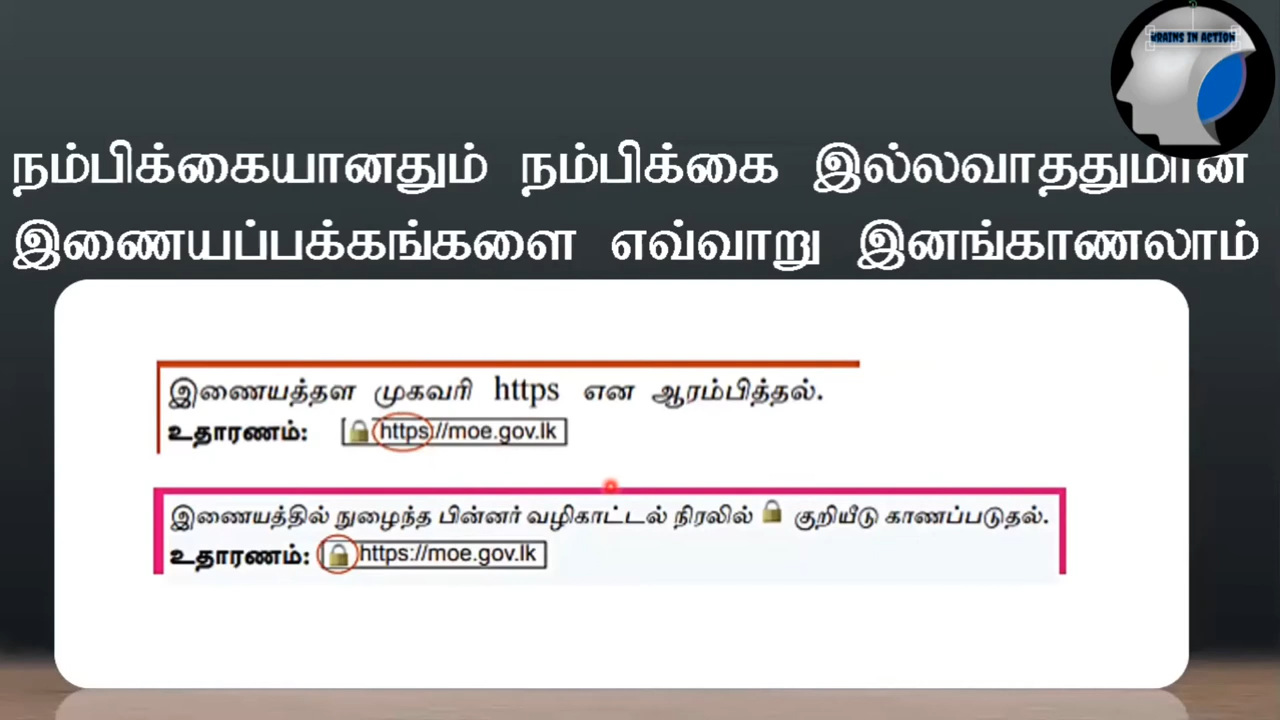 BRAINS IN ACTION
நம்பிக்கையானதும் நம்பிக்கை இல்லவாததுமான
இணையப்பக்கங்களை எவ்வாறு இனங்காணலாம்
இணையத்தள முகவரி https என ஆரம்பித்தல்.
உதாரணம்: https://moe.gov.lk
இணையத்தில் நுழைந்த பின்னர் வழிகாட்டல் நிரலில் குறியீடு காணப்படுதல்.
உதாரணம்: https://moe.gov.lk